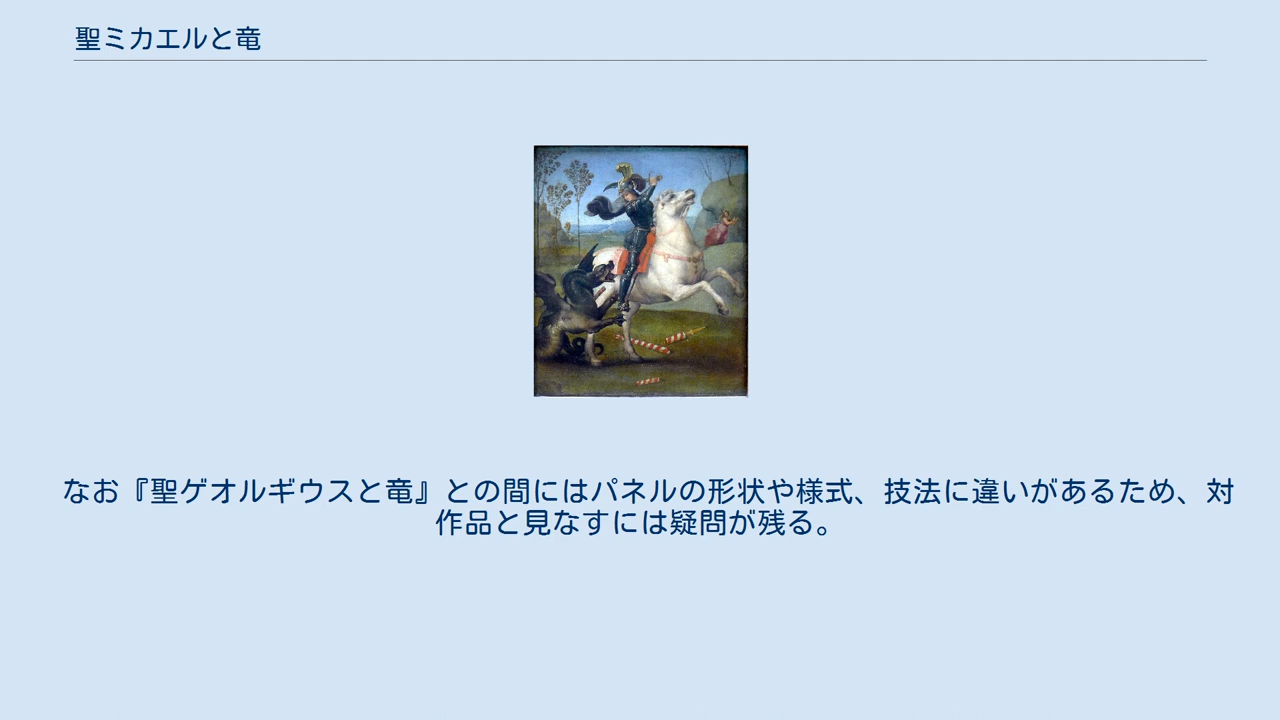 聖ミカエルと竜
なお『聖ゲオルギウスと竜』との間にはパネルの形状や様式、技法に違いがあるため、対
作品と見なすには疑問が残る。